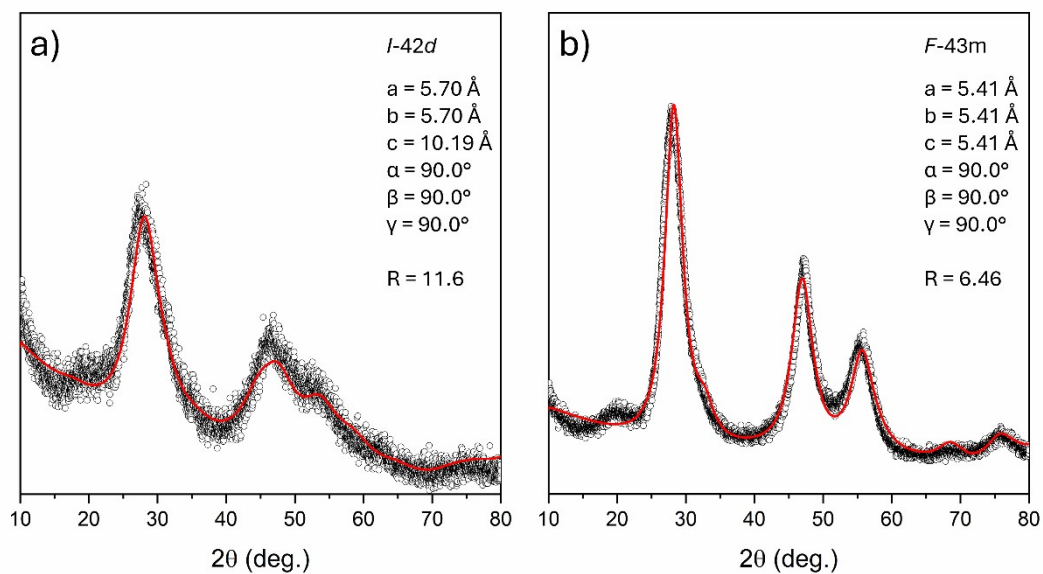 a)
I-42d
a = 5.70 Å
b = 5.70 Å
c = 10.19 Å
α = 90.0°
β = 90.0°
γ = 90.0°
R = 11.6
10 20 30 40 50 60 70 80
2θ (deg.)
b)
F-43m
a = 5.41 Å
b = 5.41 Å
c = 5.41 Å
α = 90.0°
β = 90.0°
γ = 90.0°
R = 6.46
10 20 30 40 50 60 70 80
2θ (deg.)